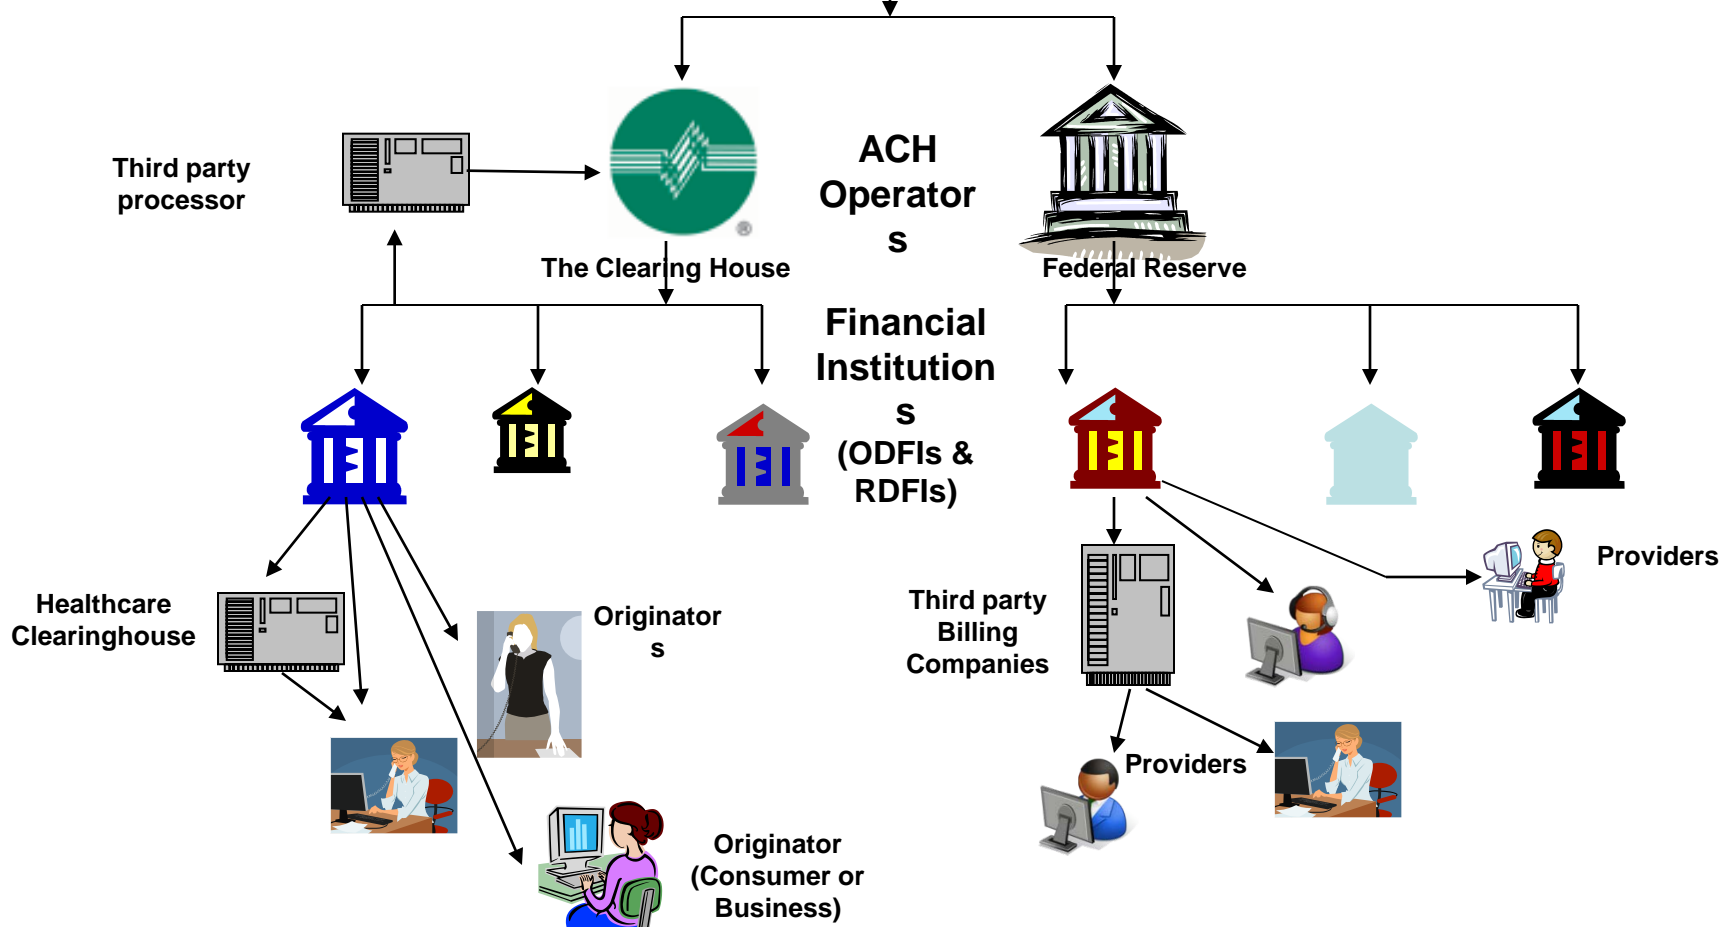 Third party
processor
ACH
Operator
s
The Clearing House
®
Federal Reserve
Financial
Institution
s
(ODFIs &
RDFIs)
Healthcare
Clearinghouse
Originator
s
Originator
(Consumer or
Business)
Third party
Billing
Companies
Providers
Providers